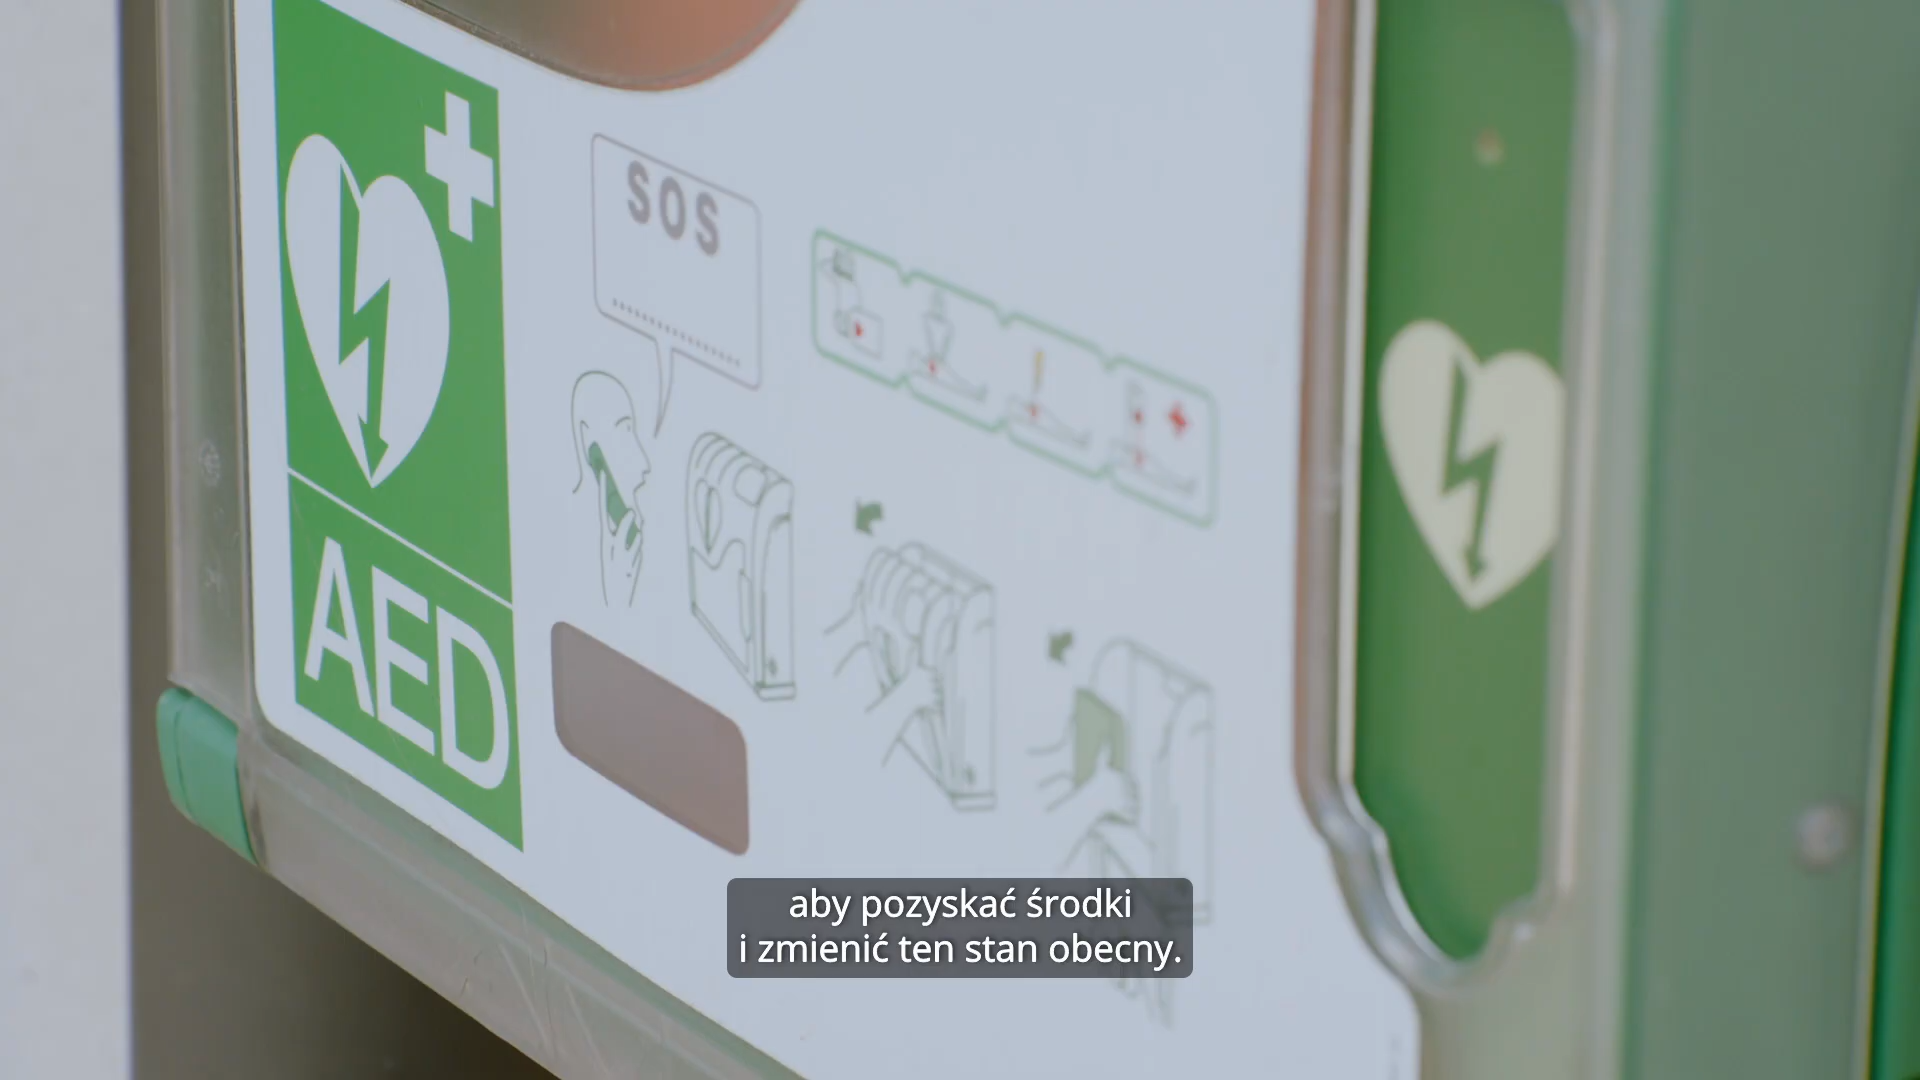 SOS
AED
aby pozyskać środki
i zmienić ten stan obecny.